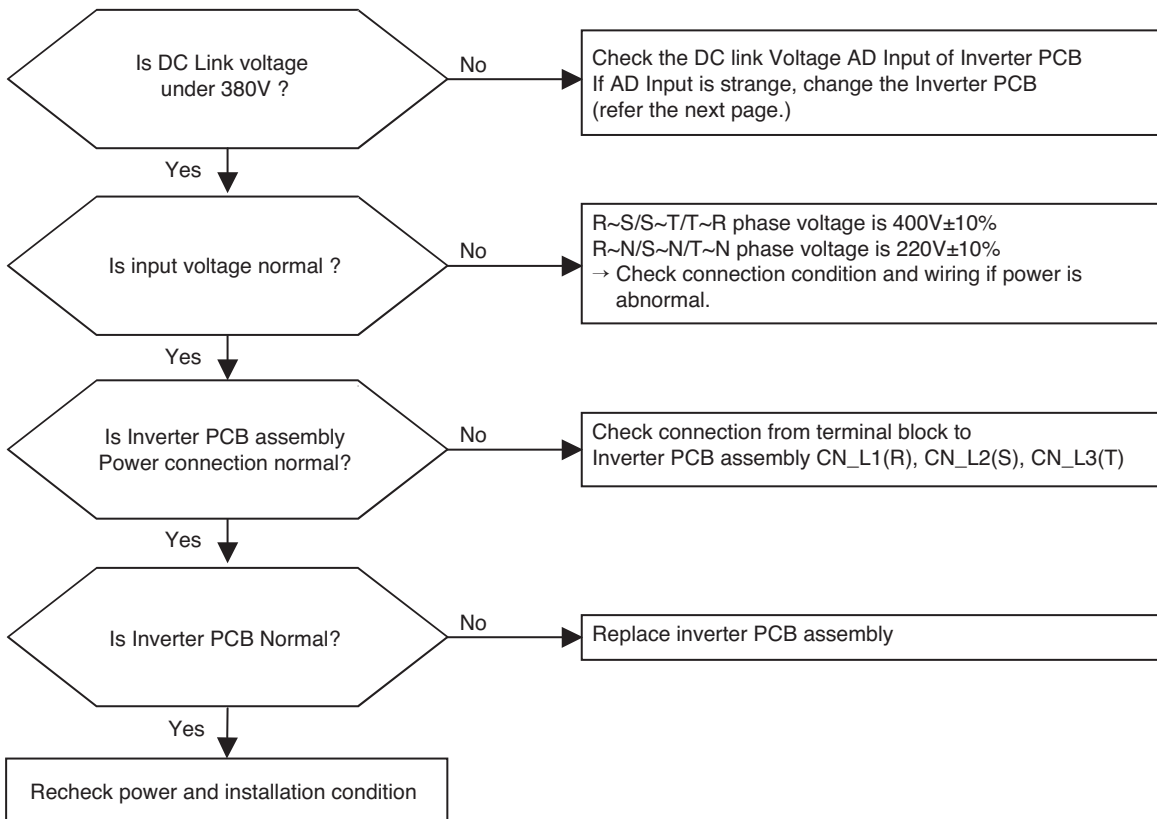 Is DC Link voltage
under 380V ?
No
Check the DC link Voltage AD Input of Inverter PCB
If AD Input is strange, change the Inverter PCB
(refer the next page.)
Yes
Is input voltage normal ?
No
R~S/S~T/T~R phase voltage is 400V±10%
R~N/S~N/T~N phase voltage is 220V±10%
→ Check connection condition and wiring if power is
abnormal.
Yes
Is Inverter PCB assembly
Power connection normal?
No
Check connection from terminal block to
Inverter PCB assembly CN_L1(R), CN_L2(S), CN_L3(T)
Yes
Is Inverter PCB Normal?
No
Replace inverter PCB assembly
Yes
Recheck power and installation condition